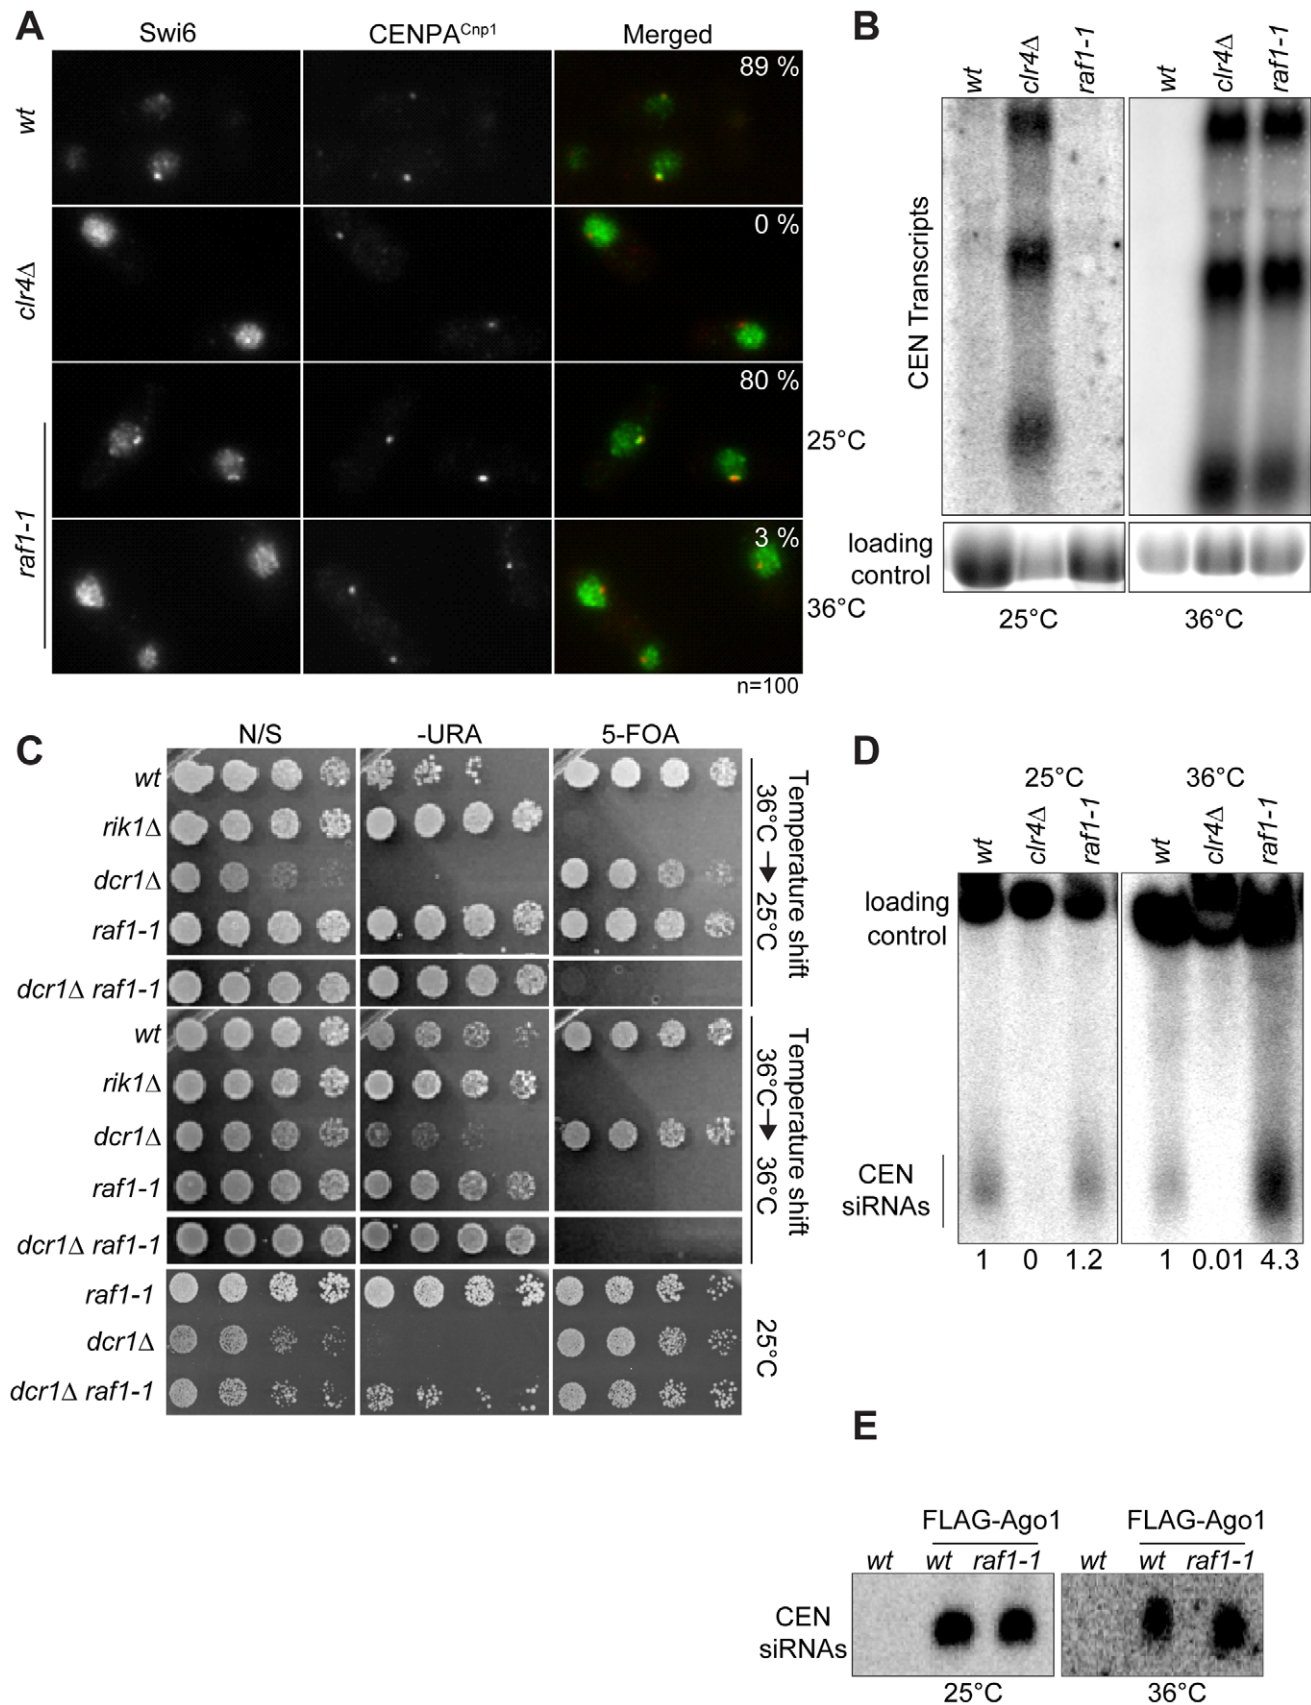 A
Swi6
CENPA^Cnp1
Merged
wt
89 %
clr4Δ
0 %
raf1-1
80 %
25°C
3 %
36°C
n=100
B
wt
clr4Δ
raf1-1
wt
clr4Δ
raf1-1
CEN Transcripts
loading
control
25°C
36°C
C
N/S
-URA
5-FOA
wt
rik1Δ
dcr1Δ
raf1-1
dcr1Δ raf1-1
Temperature shift
36°C → 25°C
wt
rik1Δ
dcr1Δ
raf1-1
dcr1Δ raf1-1
Temperature shift
36°C → 36°C
raf1-1
dcr1Δ
dcr1Δ raf1-1
25°C
D
25°C
36°C
wt
clr4Δ
raf1-1
wt
clr4Δ
raf1-1
loading
control
CEN
siRNAs
1 0 1.2 1 0.01 4.3
E
FLAG-Ago1
FLAG-Ago1
wt wt raf1-1 wt wt raf1-1
CEN
siRNAs
25°C
36°C